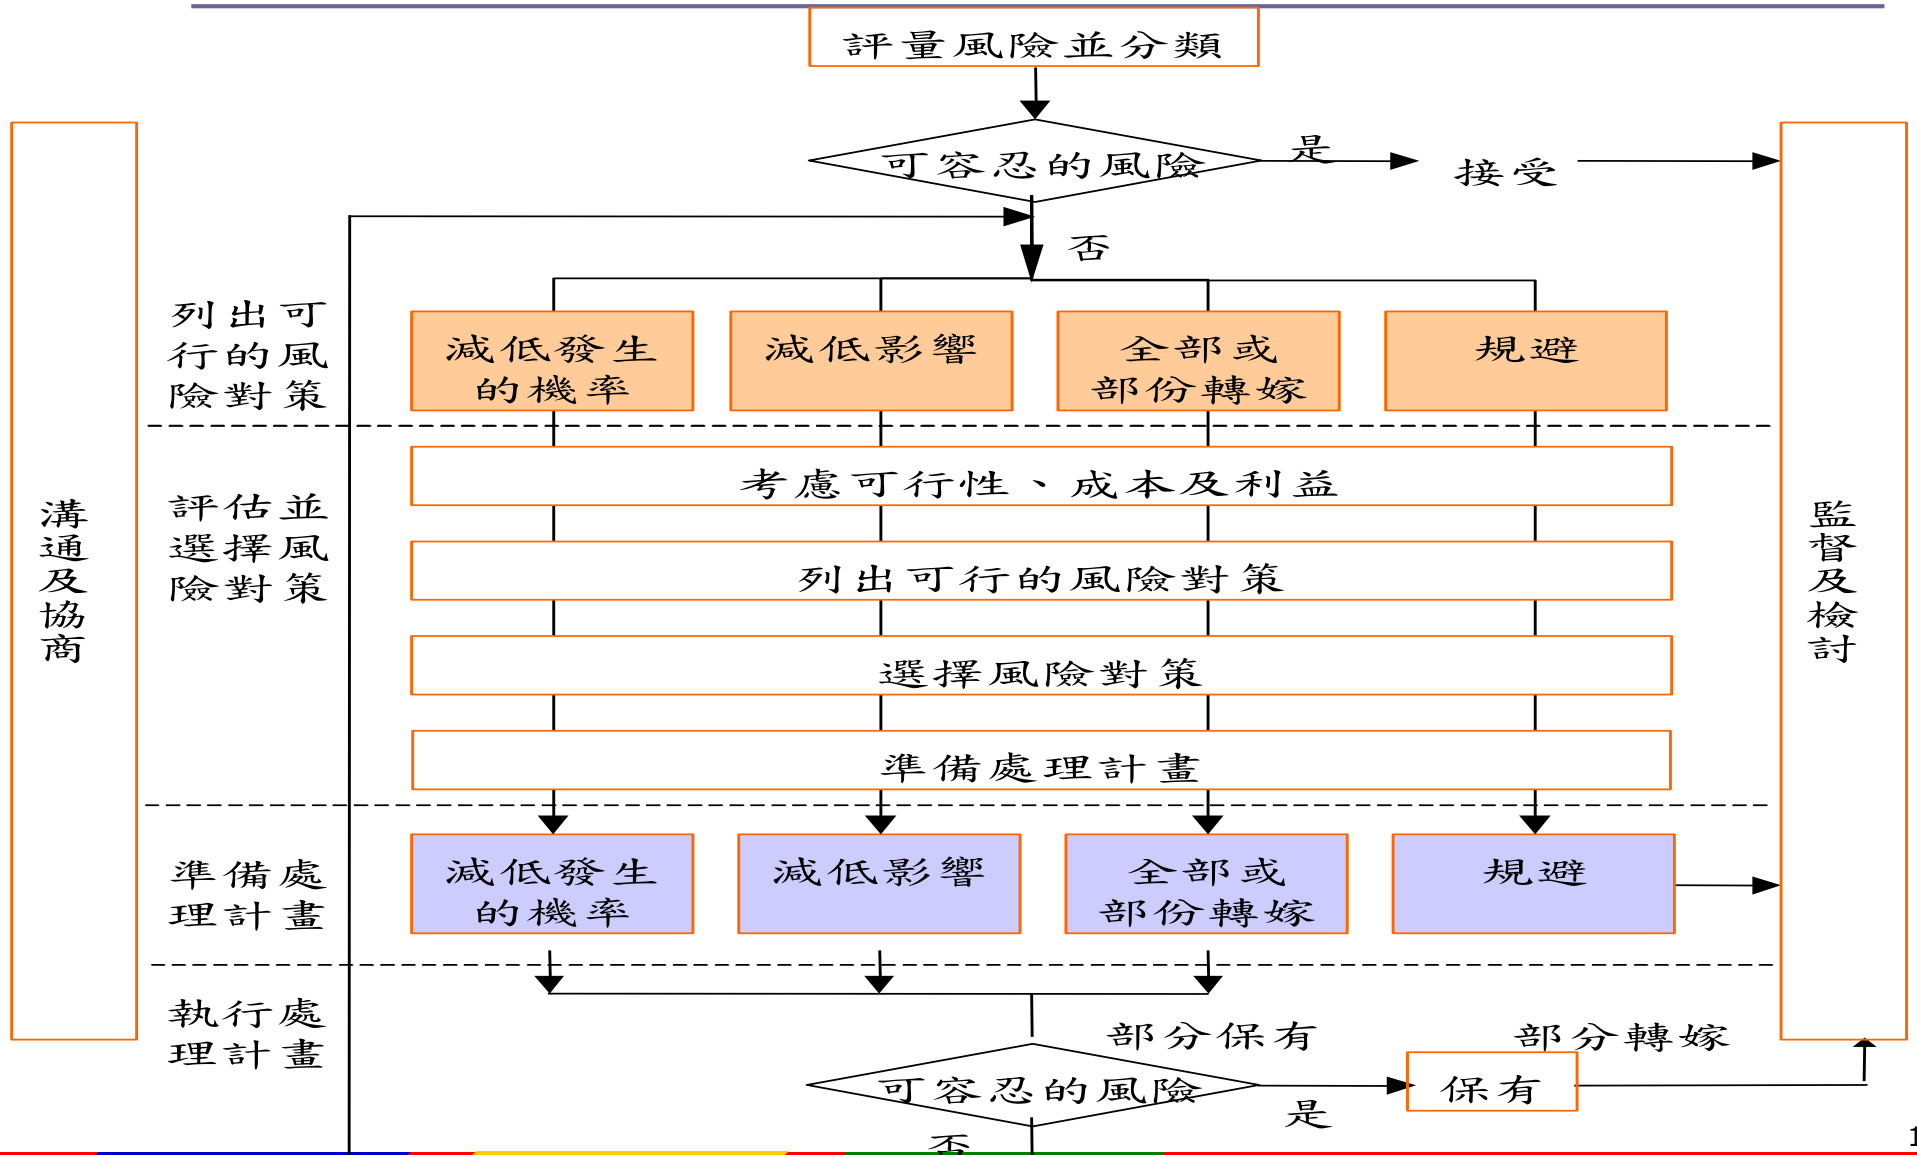 評量風險並分類
可容忍的風險
是
接受
否
列出可
行的風
險對策
減低發生
的機率
減低影響
全部或
部份轉嫁
規避
溝通及協商
評估並
選擇風
險對策
考慮可行性、成本及利益
列出可行的風險對策
選擇風險對策
準備處理計畫
監督及檢討
準備處
理計畫
減低發生
的機率
減低影響
全部或
部份轉嫁
規避
執行處
理計畫
部分保有
部分轉嫁
可容忍的風險
是
保有
否
1